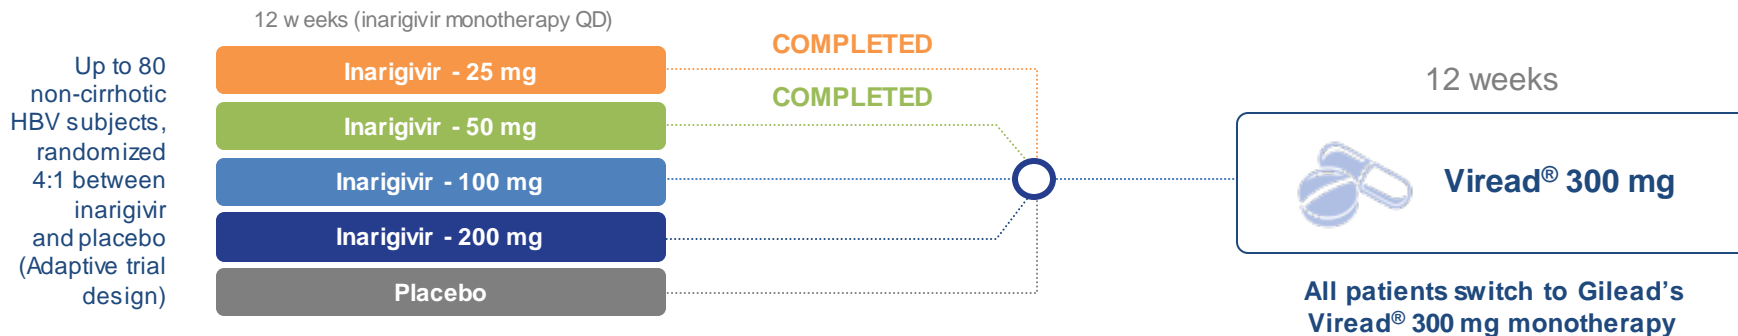 12 weeks (inarigivir monotherapy QD)
Up to 80
non-cirrhotic
HBV subjects,
randomized
4:1 between
inarigivir
and placebo
(Adaptive trial
design)
Inarigivir - 25 mg
Inarigivir - 50 mg
Inarigivir - 100 mg
Inarigivir - 200 mg
Placebo
COMPLETED
COMPLETED
12 weeks
Viread® 300 mg
All patients switch to Gilead's
Viread® 300 mg monotherapy